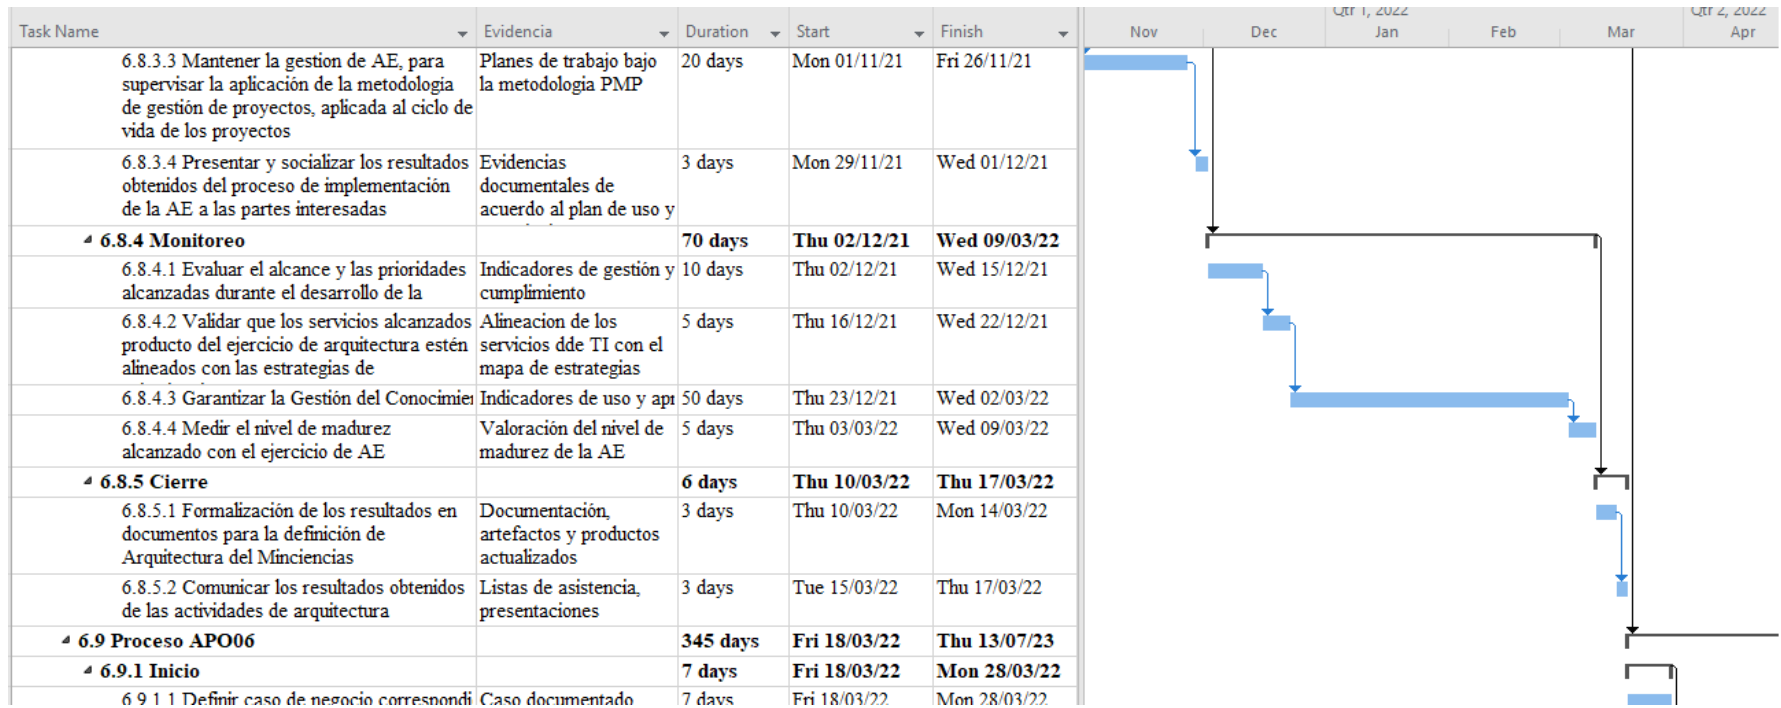 Qtr 1, 2022 Qtr 2, 2022
Task Name Evidencia Duration Start Finish Nov Dec Jan Feb Mar Apr
6.8.3.3 Mantener la gestion de AE, para Planes de trabajo bajo 20 days Mon 01/11/21 Fri 26/11/21
supervisar la aplicación de la metodologia la metodologia PMP
de gestión de proyectos, aplicada al ciclo de
vida de los proyectos
6.8.3.4 Presentar y socializar los resultados Evidencias 3 days Mon 29/11/21 Wed 01/12/21
obtenidos del proceso de implementación documentales de
de la AE a las partes interesadas acuerdo al plan de uso y
6.8.4 Monitoreo 70 days Thu 02/12/21 Wed 09/03/22
6.8.4.1 Evaluar el alcance y las prioridades Indicadores de gestión y 10 days Thu 02/12/21 Wed 15/12/21
alcanzadas durante el desarrollo de la cumplimiento
6.8.4.2 Validar que los servicios alcanzados Alineacion de los 5 days Thu 16/12/21 Wed 22/12/21
producto del ejercicio de arquitectura estén servicios dde TI con el
alineados con las estrategias de mapa de estrategias
6.8.4.3 Garantizar la Gestión del Conocimie Indicadores de uso y apr 50 days Thu 23/12/21 Wed 02/03/22
6.8.4.4 Medir el nivel de madurez Valoración del nivel de 5 days Thu 03/03/22 Wed 09/03/22
alcanzado con el ejercicio de AE madurez de la AE
6.8.5 Cierre 6 days Thu 10/03/22 Thu 17/03/22
6.8.5.1 Formalización de los resultados en Documentación, 3 days Thu 10/03/22 Mon 14/03/22
documentos para la definición de artefactos y productos
Arquitectura del Minciencias actualizados
6.8.5.2 Comunicar los resultados obtenidos Listas de asistencia, 3 days Tue 15/03/22 Thu 17/03/22
de las actividades de arquitectura presentaciones
6.9 Proceso APO06 345 days Fri 18/03/22 Thu 13/07/23
6.9.1 Inicio 7 days Fri 18/03/22 Mon 28/03/22
6.9.1.1 Definir caso de negocio correspondi Caso documentado 7 days Fri 18/03/22 Mon 28/03/22